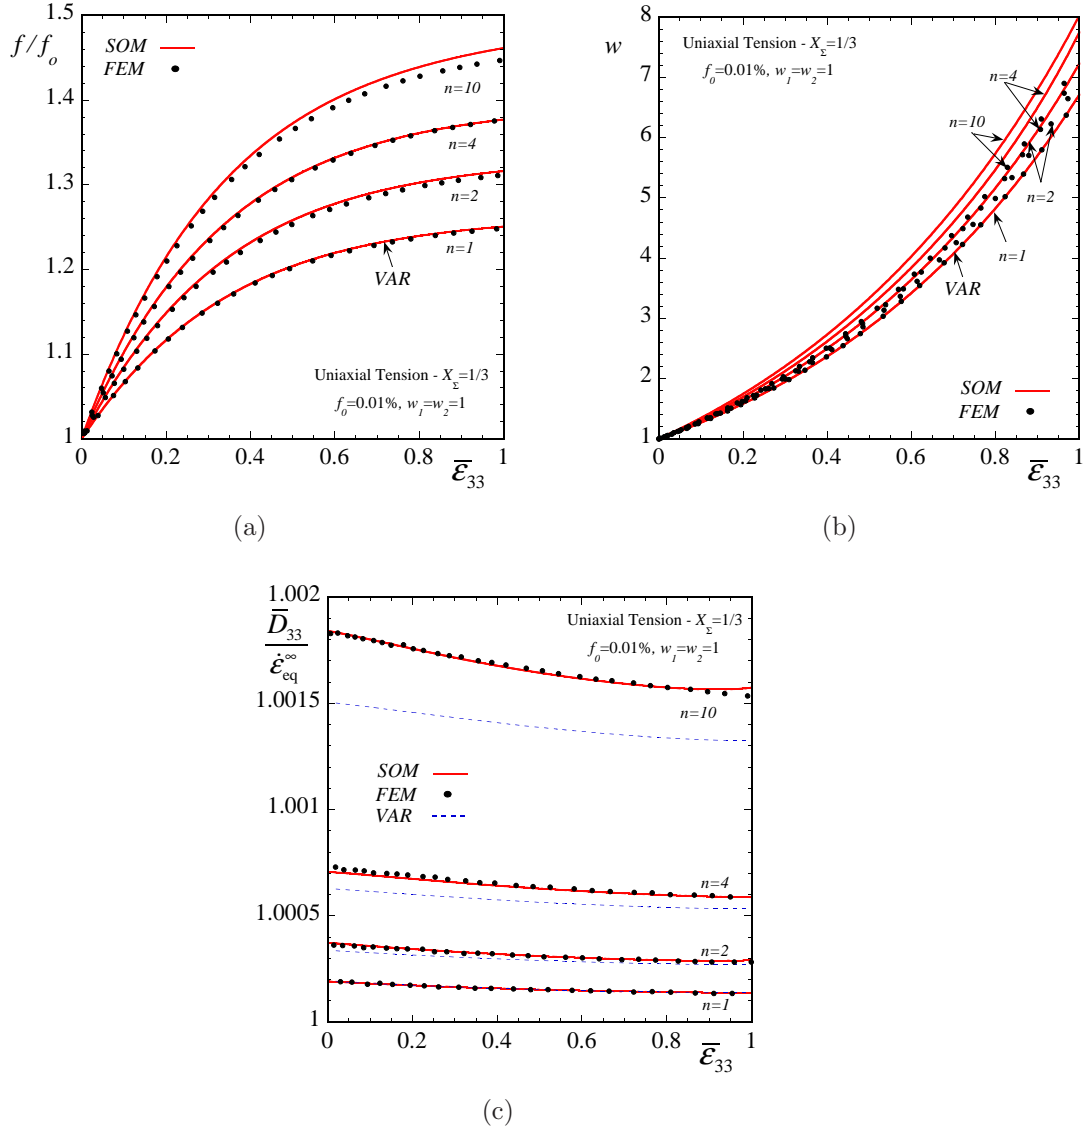 f/f_o
1.5
1.4
1.3
1.2
1.1
1
SOM
FEM
n=10
n=4
n=2
n=1
VAR
Uniaxial Tension - X_Σ=1/3
f_0=0.01%, w_1=w_2=1
0 0.2 0.4 0.6 0.8 1
ε̅_33
(a)
w
8
7
6
5
4
3
2
1
Uniaxial Tension - X_Σ=1/3
f_0=0.01%, w_1=w_2=1
n=4
n=10
n=2
n=1
VAR
SOM
FEM
0 0.2 0.4 0.6 0.8 1
ε̅_33
(b)
D̅_33
ε̇_eq^∞
1.002
1.0015
1.001
1.0005
1
Uniaxial Tension - X_Σ=1/3
f_0=0.01%, w_1=w_2=1
n=10
SOM
FEM
VAR
n=4
n=2
n=1
0 0.2 0.4 0.6 0.8 1
ε̅_33
(c)